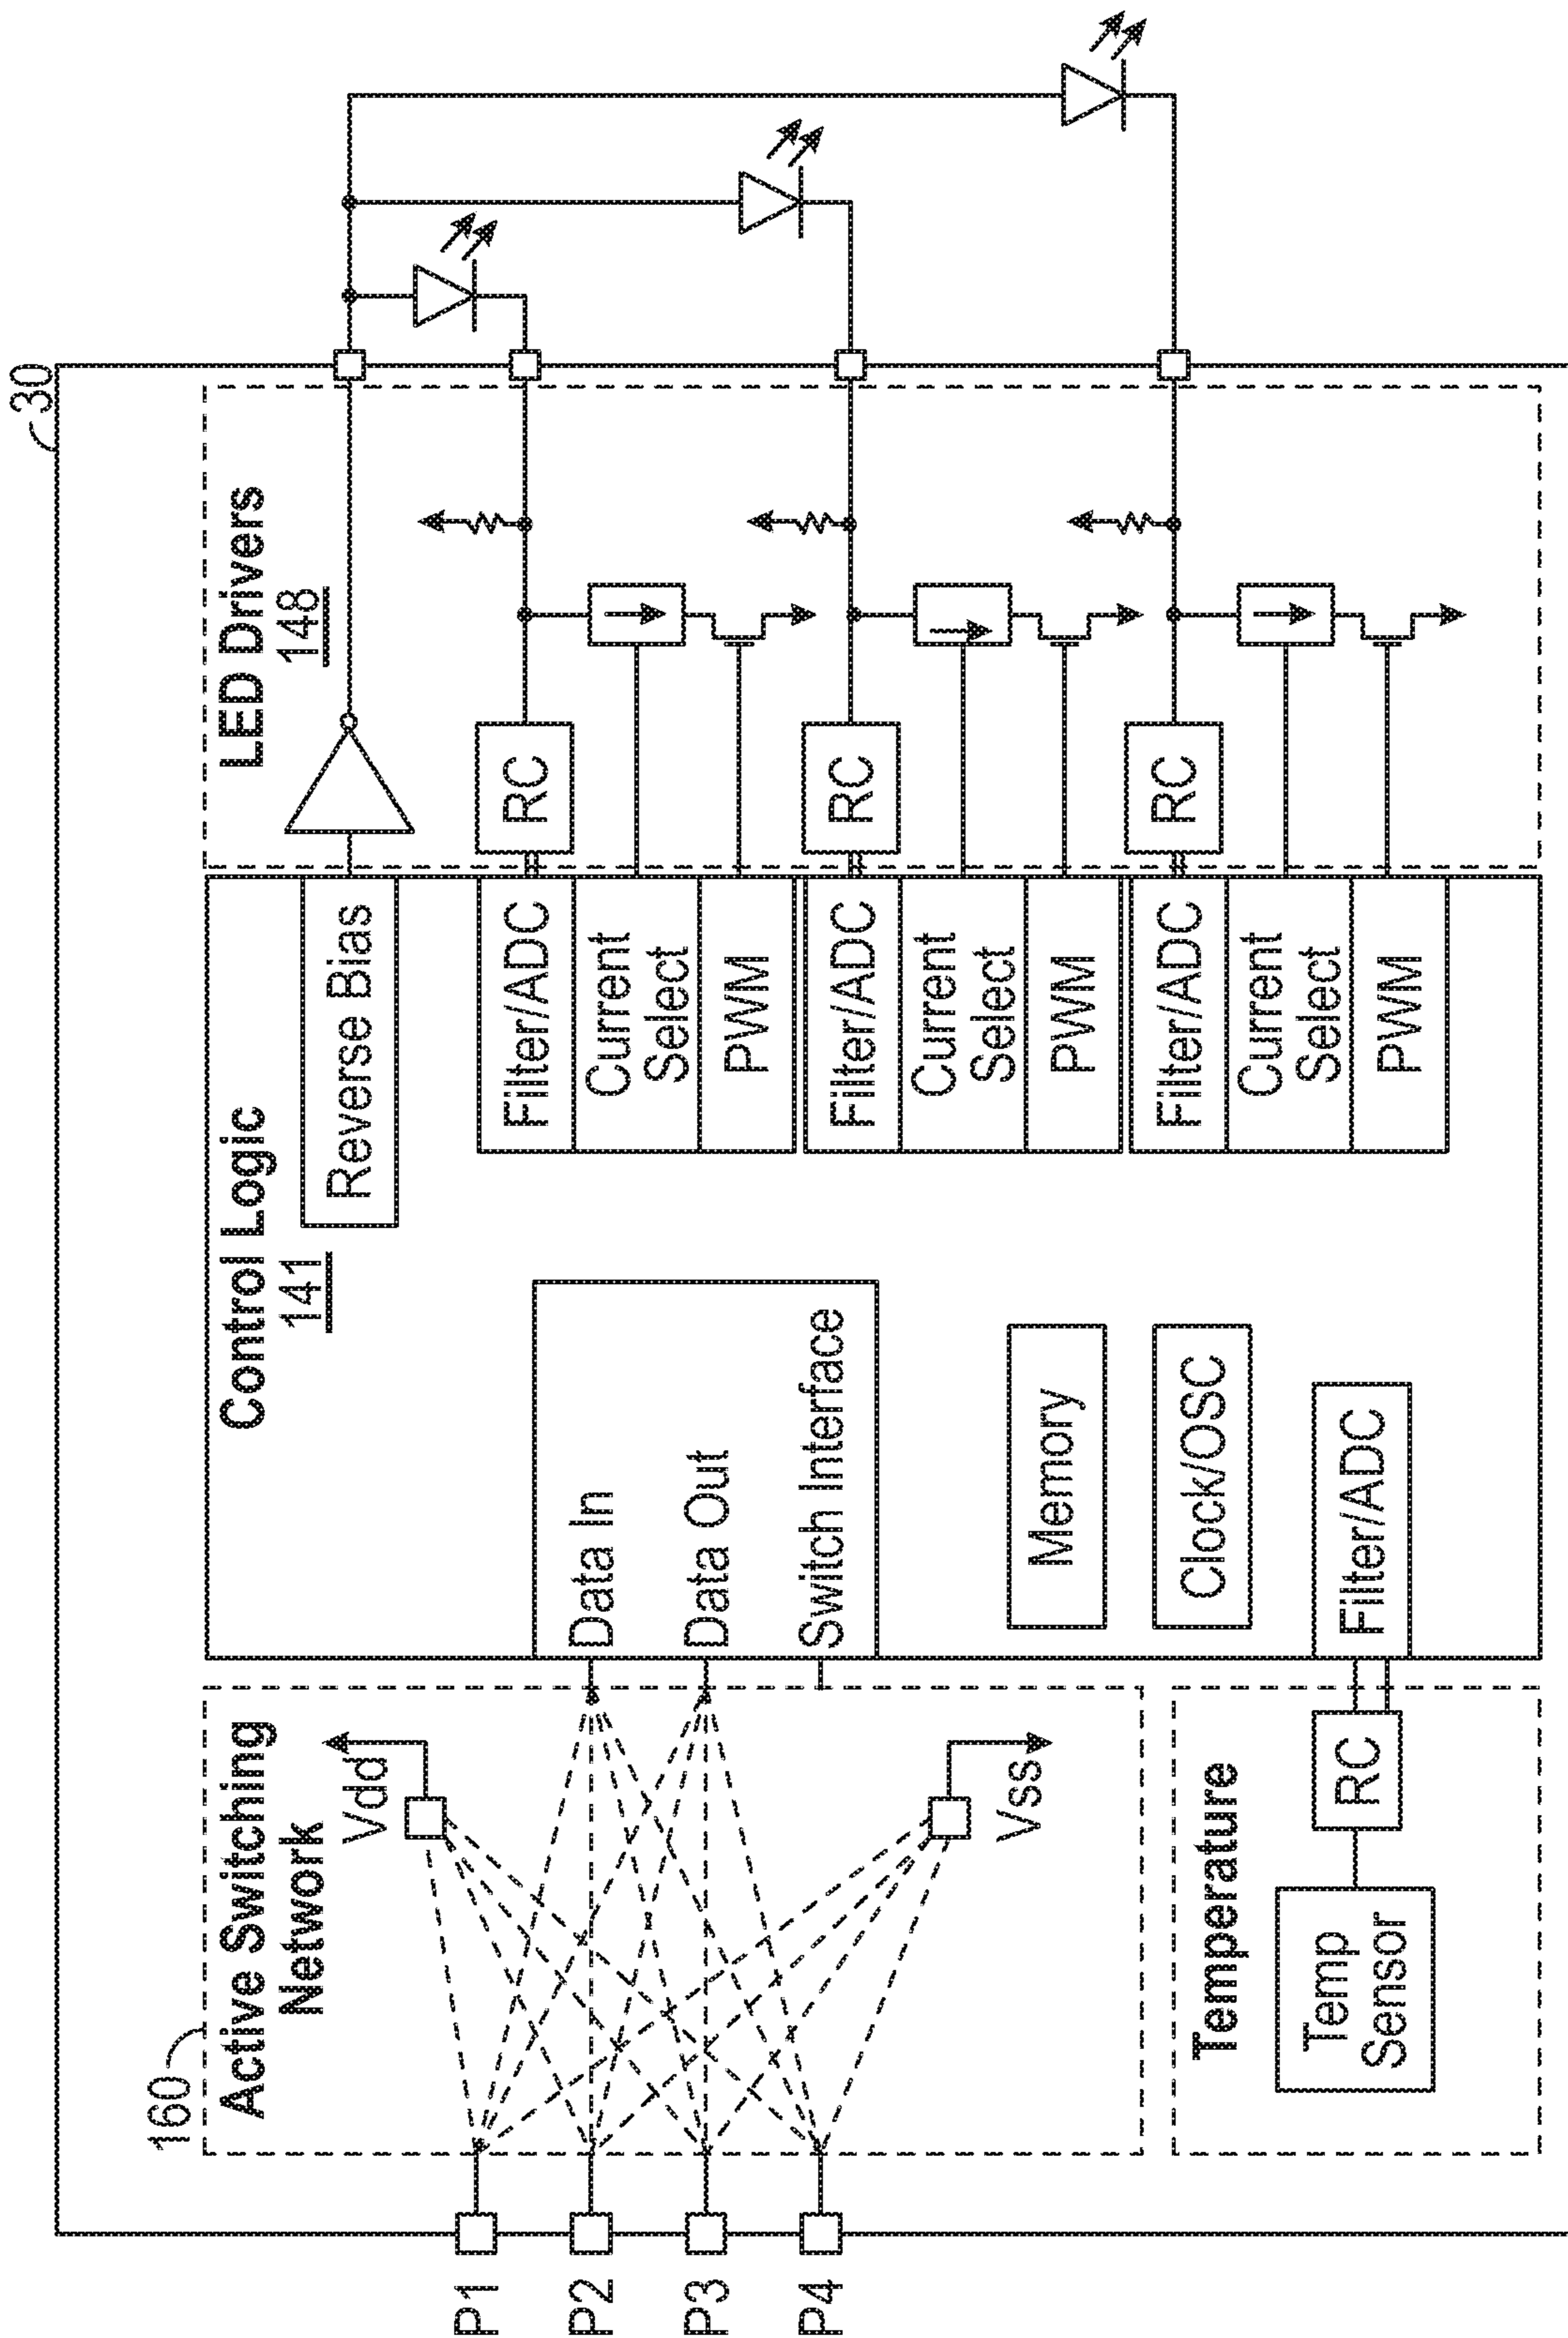 30
160
Active Switching
Network
Vdd
Vss
P1
P2
P3
P4
Temperature
Temp
Sensor
RC
Control Logic
141
Data In
Data Out
Switch Interface
Memory
Clock/OSC
Filter/ADC
Reverse Bias
Filter/ADC
Current
Select
PWM
Filter/ADC
Current
Select
PWM
Filter/ADC
Current
Select
PWM
LED Drivers
148
RC
RC
RC